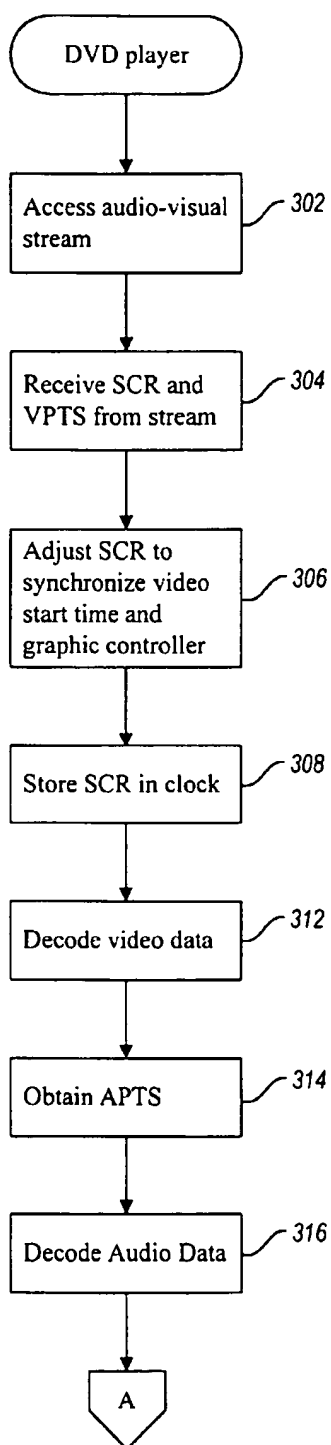 DVD player
Access audio-visual
stream
302
Receive SCR and
VPTS from stream
304
Adjust SCR to
synchronize video
start time and
graphic controller
306
Store SCR in clock
308
Decode video data
312
Obtain APTS
314
Decode Audio Data
316
A